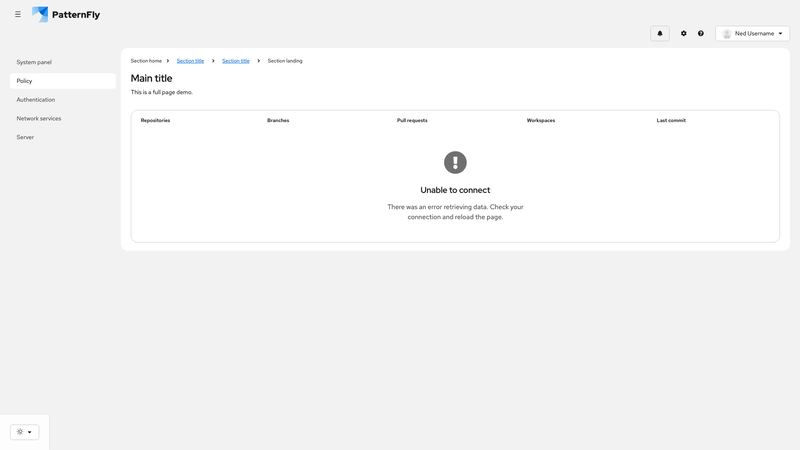 PatternFly
Ned Username
System panel
Policy
Authentication
Network services
Server
Section home
Section title
Section title
Section landing
Main title
This is a full page demo.
Repositories
Branches
Pull requests
Workspaces
Last commit
Unable to connect
There was an error retrieving data. Check your
connection and reload the page.